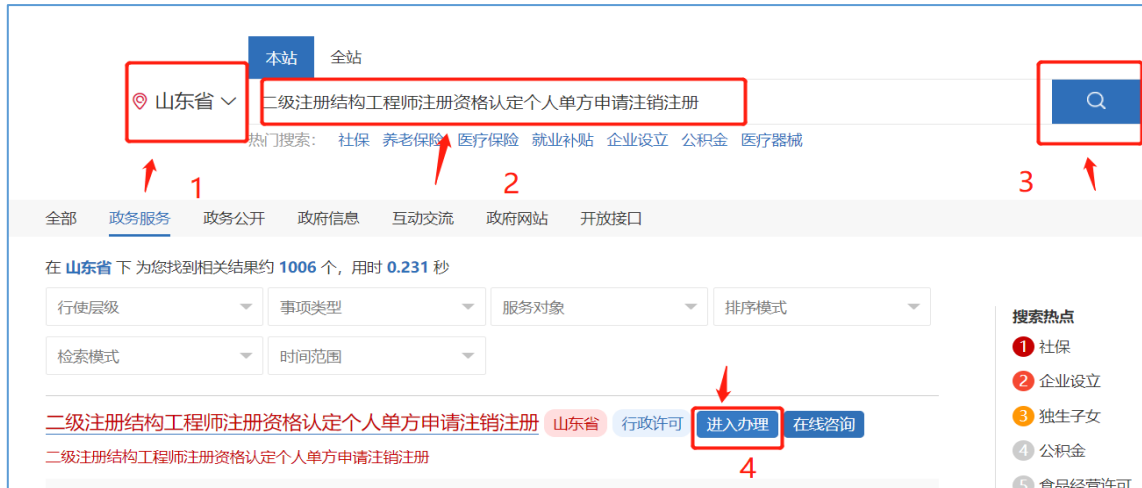 本站 全站
山东省
二级注册结构工程师注册资格认定个人单方申请注销注册
热门搜索： 社保 养老保险 医疗保险 就业补贴 企业设立 公积金 医疗器械
1 2 3
全部 政务服务 政务公开 政府信息 互动交流 政府网站 开放接口
在 山东省 下 为您找到相关结果约 1006 个，用时 0.231 秒
行使层级 事项类型 服务对象 排序模式
检索模式 时间范围
搜索热点
1 社保
2 企业设立
3 独生子女
4 公积金
5 食品经营许可
二级注册结构工程师注册资格认定个人单方申请注销注册 山东省 行政许可 进入办理 在线咨询
二级注册结构工程师注册资格认定个人单方申请注销注册
4